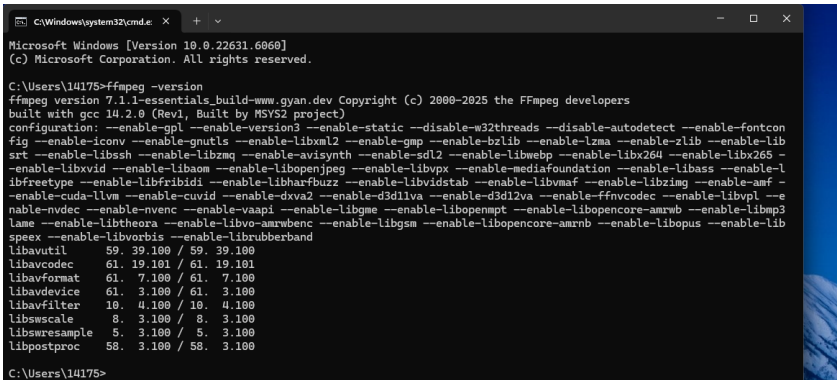 C:\Windows\system32\cmd.e:
Microsoft Windows [Version 10.0.22631.6060]
(c) Microsoft Corporation. All rights reserved.
C:\Users\14175>ffmpeg -version
ffmpeg version 7.1.1-essentials_build-www.gyan.dev Copyright (c) 2000-2025 the FFmpeg developers
built with gcc 14.2.0 (Rev1, Built by MSYS2 project)
configuration: --enable-gpl --enable-version3 --enable-static --disable-w32threads --disable-autodetect --enable-fontcon
fig --enable-iconv --enable-gnutls --enable-libxml2 --enable-gmp --enable-bzlib --enable-lzma --enable-zlib --enable-lib
srt --enable-libssh --enable-libzmq --enable-avisynth --enable-sdl2 --enable-libwebp --enable-libx264 --enable-libx265 -
-enable-libxvid --enable-libaom --enable-libopenjpeg --enable-libvpx --enable-mediafoundation --enable-libass --enable-l
ibfreetype --enable-libfribidi --enable-libharfbuzz --enable-libvidstab --enable-libvmaf --enable-libzimg --enable-amf -
-enable-cuda-llvm --enable-cuvid --enable-dxva2 --enable-d3d11va --enable-d3d12va --enable-ffnvcodec --enable-libvpl --e
nable-nvdec --enable-nvenc --enable-vaapi --enable-libgme --enable-libopenmpt --enable-libopencore-amrwb --enable-libmp3
lame --enable-libtheora --enable-libvo-amrwbenc --enable-libgsm --enable-libopencore-amrnb --enable-libopus --enable-lib
speex --enable-libvorbis --enable-librubberband
libavutil      59. 39.100 / 59. 39.100
libavcodec     61. 19.101 / 61. 19.101
libavformat    61.  7.100 / 61.  7.100
libavdevice    61.  3.100 / 61.  3.100
libavfilter    10.  4.100 / 10.  4.100
libswscale      8.  3.100 /  8.  3.100
libswresample   5.  3.100 /  5.  3.100
libpostproc    58.  3.100 / 58.  3.100
C:\Users\14175>